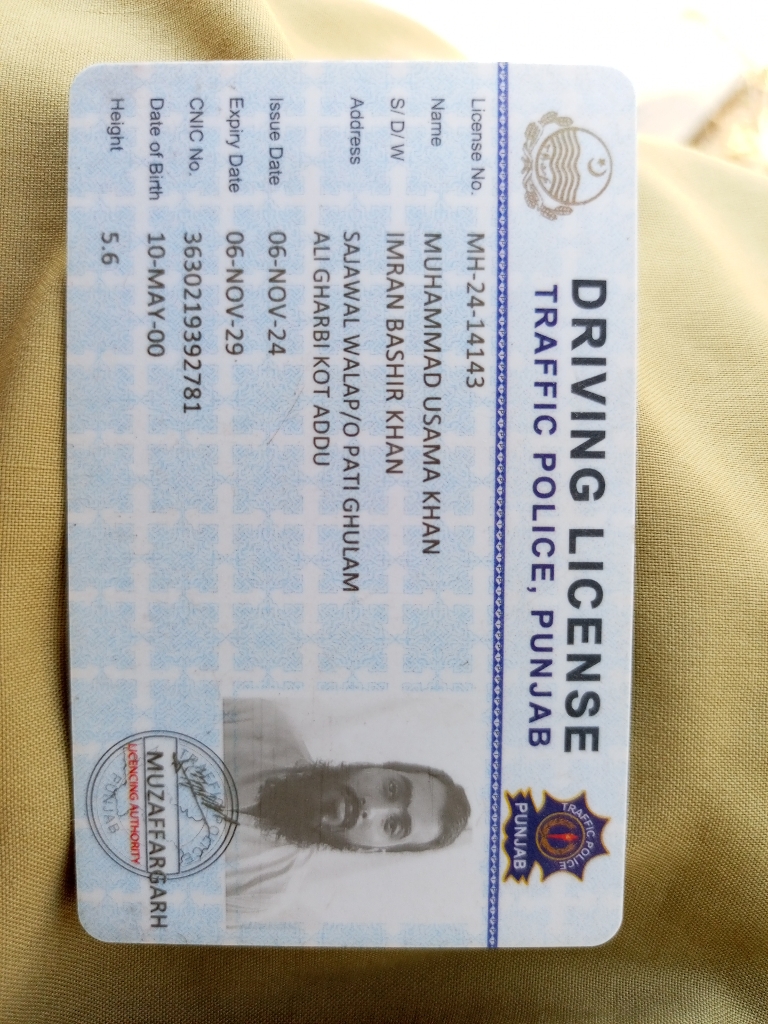 DRIVING LICENSE
TRAFFIC POLICE, PUNJAB
TRAFFIC POLICE
PUNJAB
License No. MH-24-14143
Name MUHAMMAD USAMA KHAN
S/ D/ W IMRAN BASHIR KHAN
Address SAJAWAL WALAP/O PATI GHULAM
ALI GHARBI KOT ADDU
Issue Date 06-NOV-24
Expiry Date 06-NOV-29
CNIC No. 3630219392781
Date of Birth 10-MAY-00
Height 5.6
TRAFFIC POLICE
MUZAFFARGARH
LICENCING AUTHORITY
PUNJAB